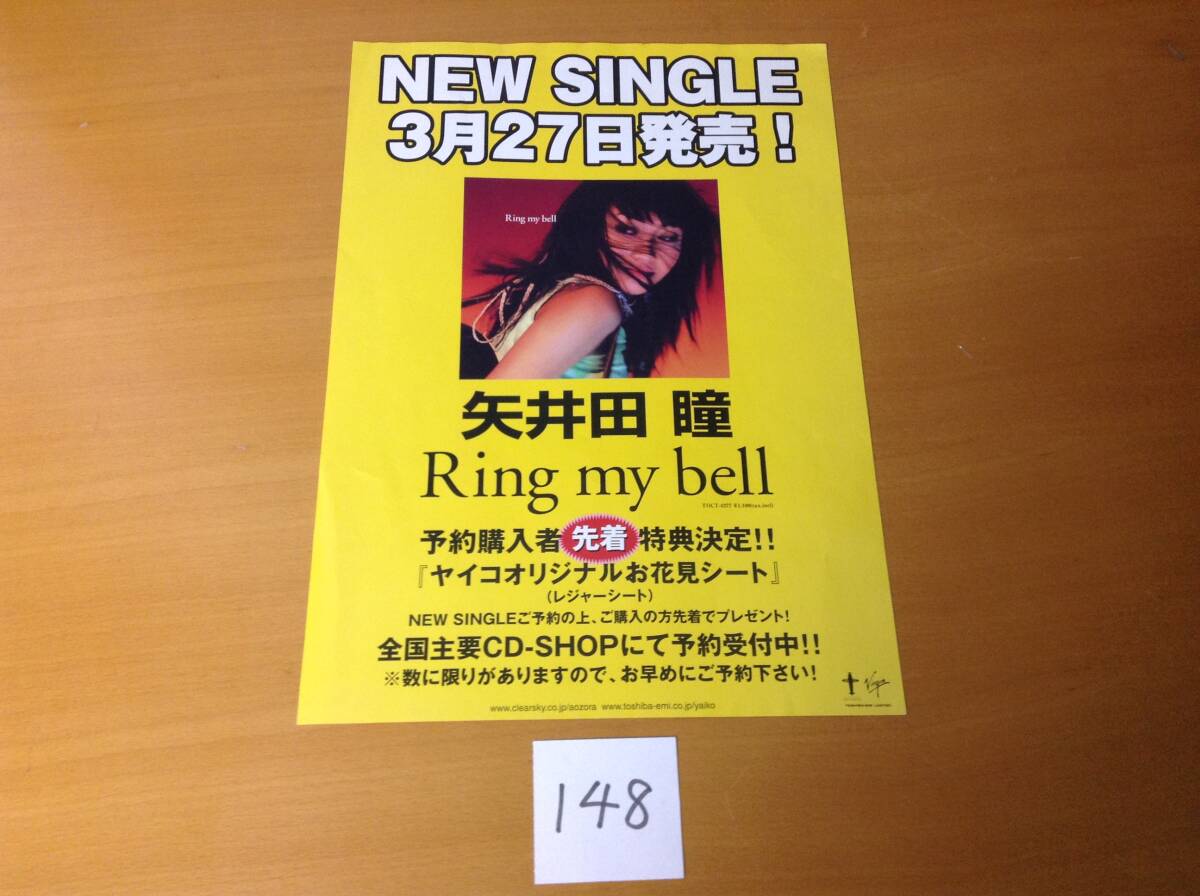 NEW SINGLE
3月27日発売!
Ring my bell
矢井田 瞳
Ring my bell
予約購入者 先着 特典決定!!
『ヤイコオリジナルお花見シート』
(レジャーシート)
NEW SINGLEご予約の上、ご購入の方先着でプレゼント!
全国主要CD-SHOPにて予約受付中!!
※数に限りがありますので、お早めにご予約下さい!
www.clearsky.co.jp/aozora www.toshiba-emi.co.jp/yaiko
Virgin
148